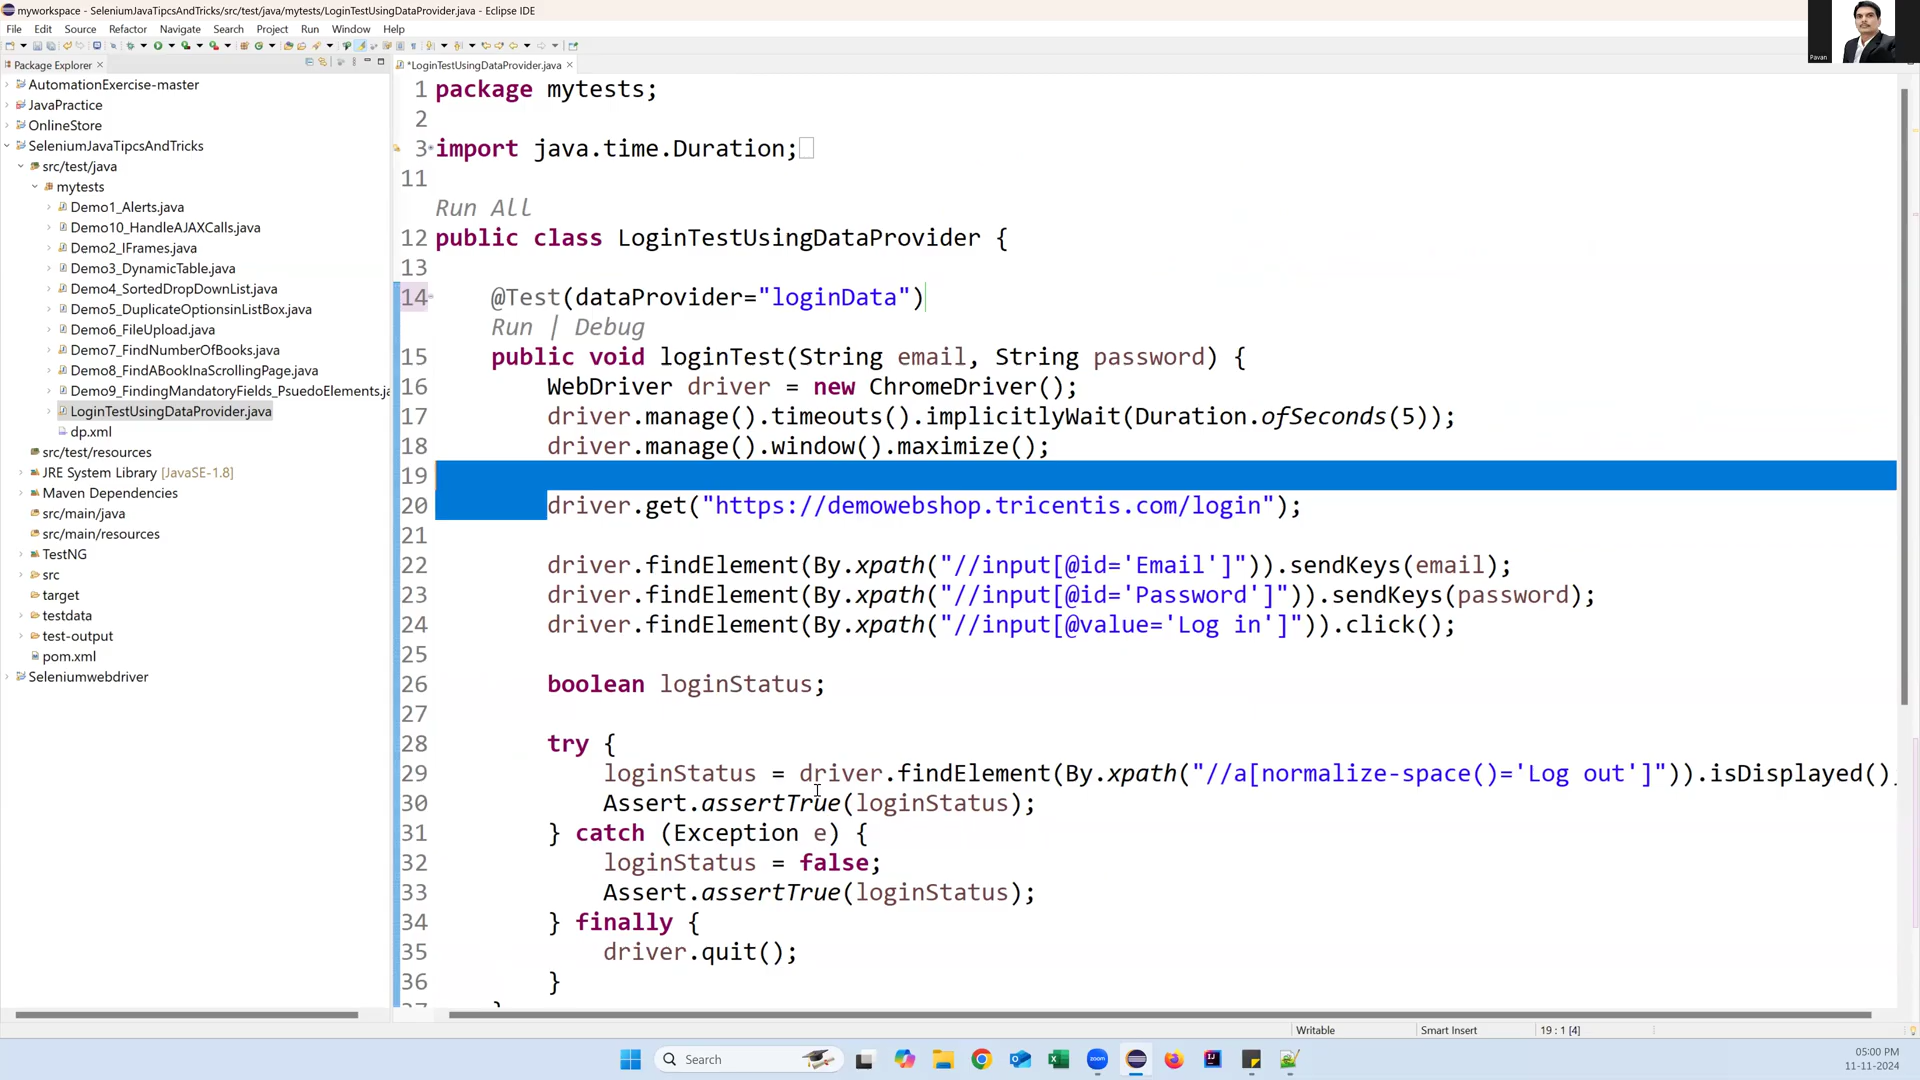 myworkspace - SeleniumJavaTipcsAndTricks/src/test/java/mytests/LoginTestUsingDataProvider.java - Eclipse IDE
File Edit Source Refactor Navigate Search Project Run Window Help
Package Explorer
AutomationExercise-master
JavaPractice
OnlineStore
SeleniumJavaTipcsAndTricks
src/test/java
mytests
Demo1_Alerts.java
Demo10_HandleAJAXCalls.java
Demo2_IFrames.java
Demo3_DynamicTable.java
Demo4_SortedDropDownList.java
Demo5_DuplicateOptionsinListBox.java
Demo6_FileUpload.java
Demo7_FindNumberOfBooks.java
Demo8_FindABookInaScrollingPage.java
Demo9_FindingMandatoryFields_PsuedoElements.ja
LoginTestUsingDataProvider.java
dp.xml
src/test/resources
JRE System Library [JavaSE-1.8]
Maven Dependencies
src/main/java
src/main/resources
TestNG
src
target
testdata
test-output
pom.xml
Seleniumwebdriver
*LoginTestUsingDataProvider.java
1 package mytests;
2
3 import java.time.Duration;
11
Run All
12 public class LoginTestUsingDataProvider {
13
14 @Test(dataProvider="loginData")
Run | Debug
15 public void loginTest(String email, String password) {
16 WebDriver driver = new ChromeDriver();
17 driver.manage().timeouts().implicitlyWait(Duration.ofSeconds(5));
18 driver.manage().window().maximize();
19
20 driver.get("https://demowebshop.tricentis.com/login");
21
22 driver.findElement(By.xpath("//input[@id='Email']")).sendKeys(email);
23 driver.findElement(By.xpath("//input[@id='Password']")).sendKeys(password);
24 driver.findElement(By.xpath("//input[@value='Log in']")).click();
25
26 boolean loginStatus;
27
28 try {
29 loginStatus = driver.findElement(By.xpath("//a[normalize-space()='Log out']")).isDisplayed()
30 Assert.assertTrue(loginStatus);
31 } catch (Exception e) {
32 loginStatus = false;
33 Assert.assertTrue(loginStatus);
34 } finally {
35 driver.quit();
36 }
Pavan
Writable Smart Insert 19 : 1 [4]
Search
05:00 PM
11-11-2024